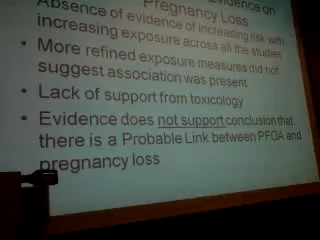 evidence on
Pregnancy Loss
Absence of evidence of increasing risk with
increasing exposure across all the studies
• More refined exposure measures did not
suggest association was present
• Lack of support from toxicology
• Evidence does not support conclusion that
there is a Probable Link between PFOA and
pregnancy loss